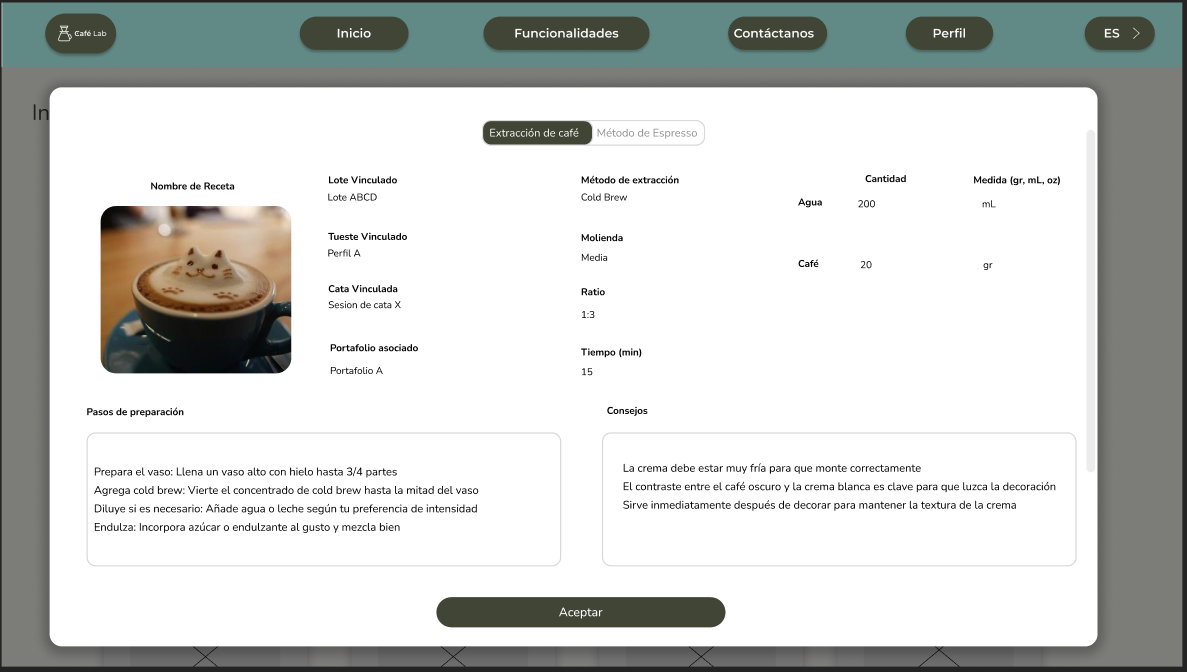 Café Lab
Inicio
Funcionalidades
Contáctanos
Perfil
ES
In
Extracción de café
Método de Espresso
Nombre de Receta
Lote Vinculado
Lote ABCD
Tueste Vinculado
Perfil A
Cata Vinculada
Sesion de cata X
Portafolio asociado
Portafolio A
Método de extracción
Cold Brew
Molienda
Media
Ratio
1:3
Tiempo (min)
15
Cantidad
Medida (gr, mL, oz)
Agua
200
mL
Café
20
gr
Pasos de preparación
Prepara el vaso: Llena un vaso alto con hielo hasta 3/4 partes
Agrega cold brew: Vierte el concentrado de cold brew hasta la mitad del vaso
Diluye si es necesario: Añade agua o leche según tu preferencia de intensidad
Endulza: Incorpora azúcar o endulzante al gusto y mezcla bien
Consejos
La crema debe estar muy fría para que monte correctamente
El contraste entre el café oscuro y la crema blanca es clave para que luzca la decoración
Sirve inmediatamente después de decorar para mantener la textura de la crema
Aceptar